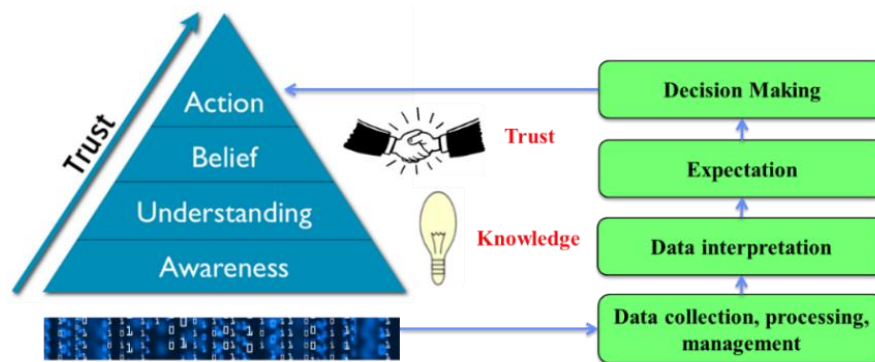 Trust
Action
Belief
Understanding
Awareness
Trust
Knowledge
Decision Making
Expectation
Data interpretation
Data collection, processing,
management